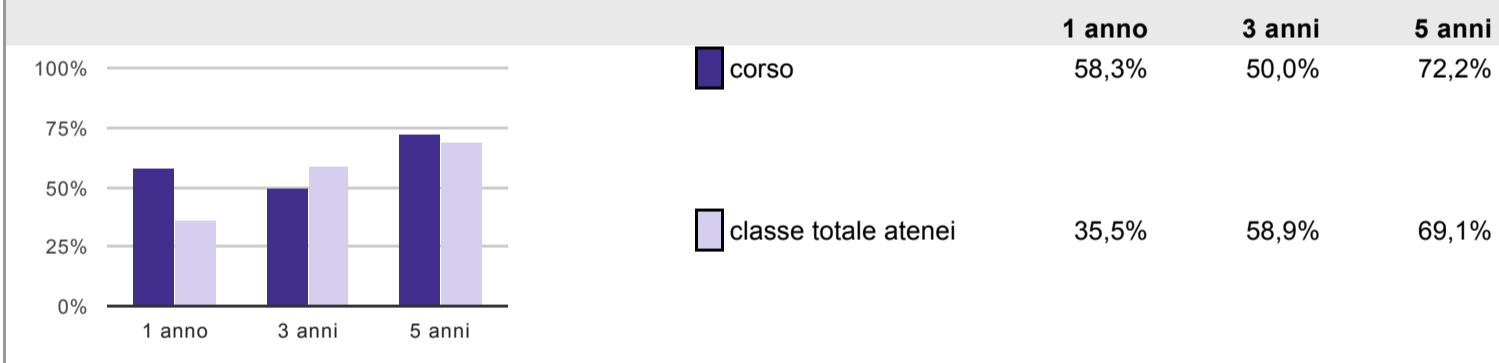 1 anno 3 anni 5 anni
100%
75%
50%
25%
0%
1 anno 3 anni 5 anni
corso 58,3% 50,0% 72,2%
classe totale atenei 35,5% 58,9% 69,1%